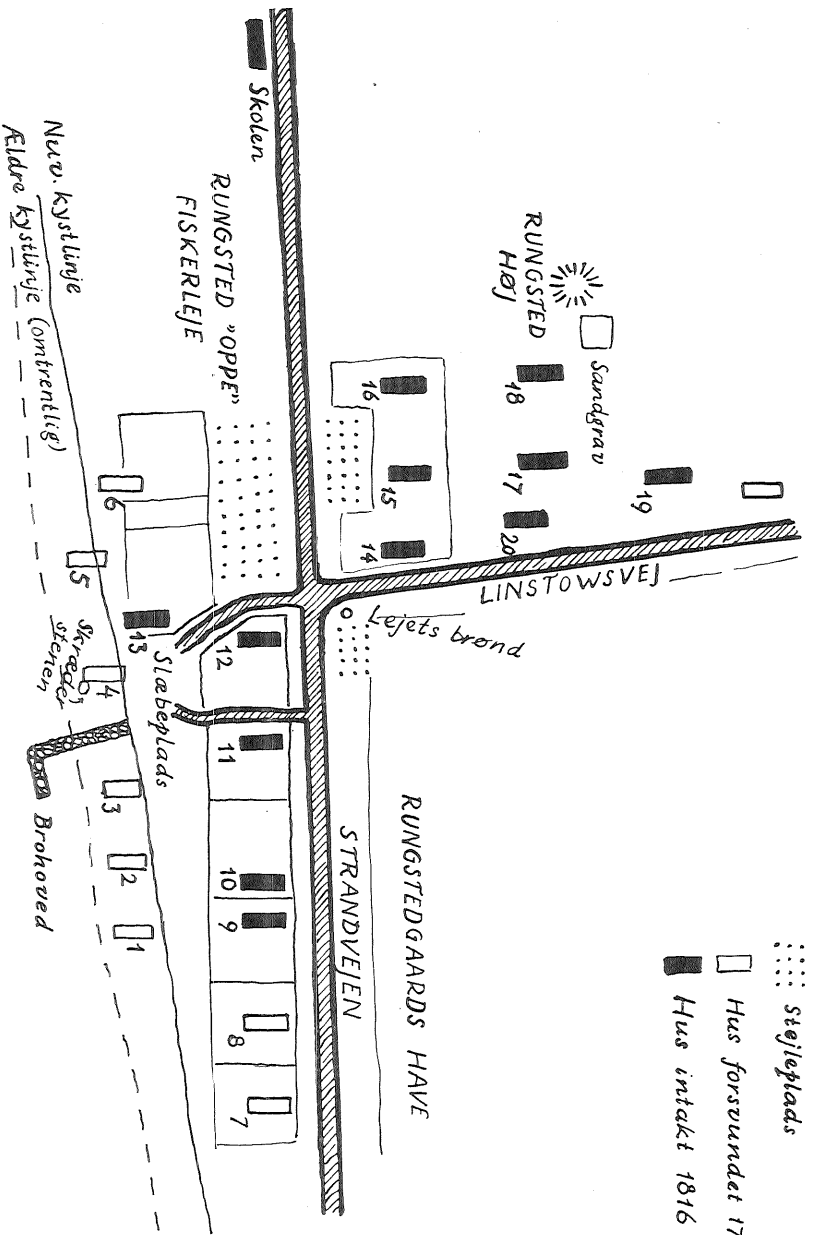 Stejleplads
Hus forsvundet 17
Hus intakt 1816
Sandgrav
RUNGSTED
HØJ
18
17
20
19
16
15
14
LINSTOWSVEJ
Lejets brønd
RUNGSTEDGAARDS HAVE
STRANDVEJEN
Skolen
RUNGSTED "OPPE"
FISKERLEJE
13
12
11
10
9
8
7
Slæbeplads
Nuv. kystlinje
Ældre kystlinje (omtrentlig)
6
5
4
3
2
1
Skræder
stenen
Brohoved